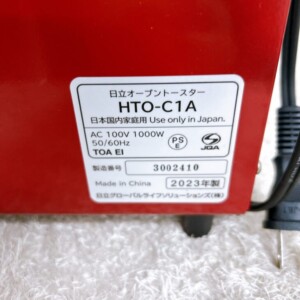 日立オーブントースター
HTO-C1A
日本国内家庭用 Use only in Japan.
AC 100V 1000W
50/60Hz
TOA EI
PS
E
JQA
製造番号 3002410
Made in China 2023年製
日立グローバルライフソリューションズ(株)